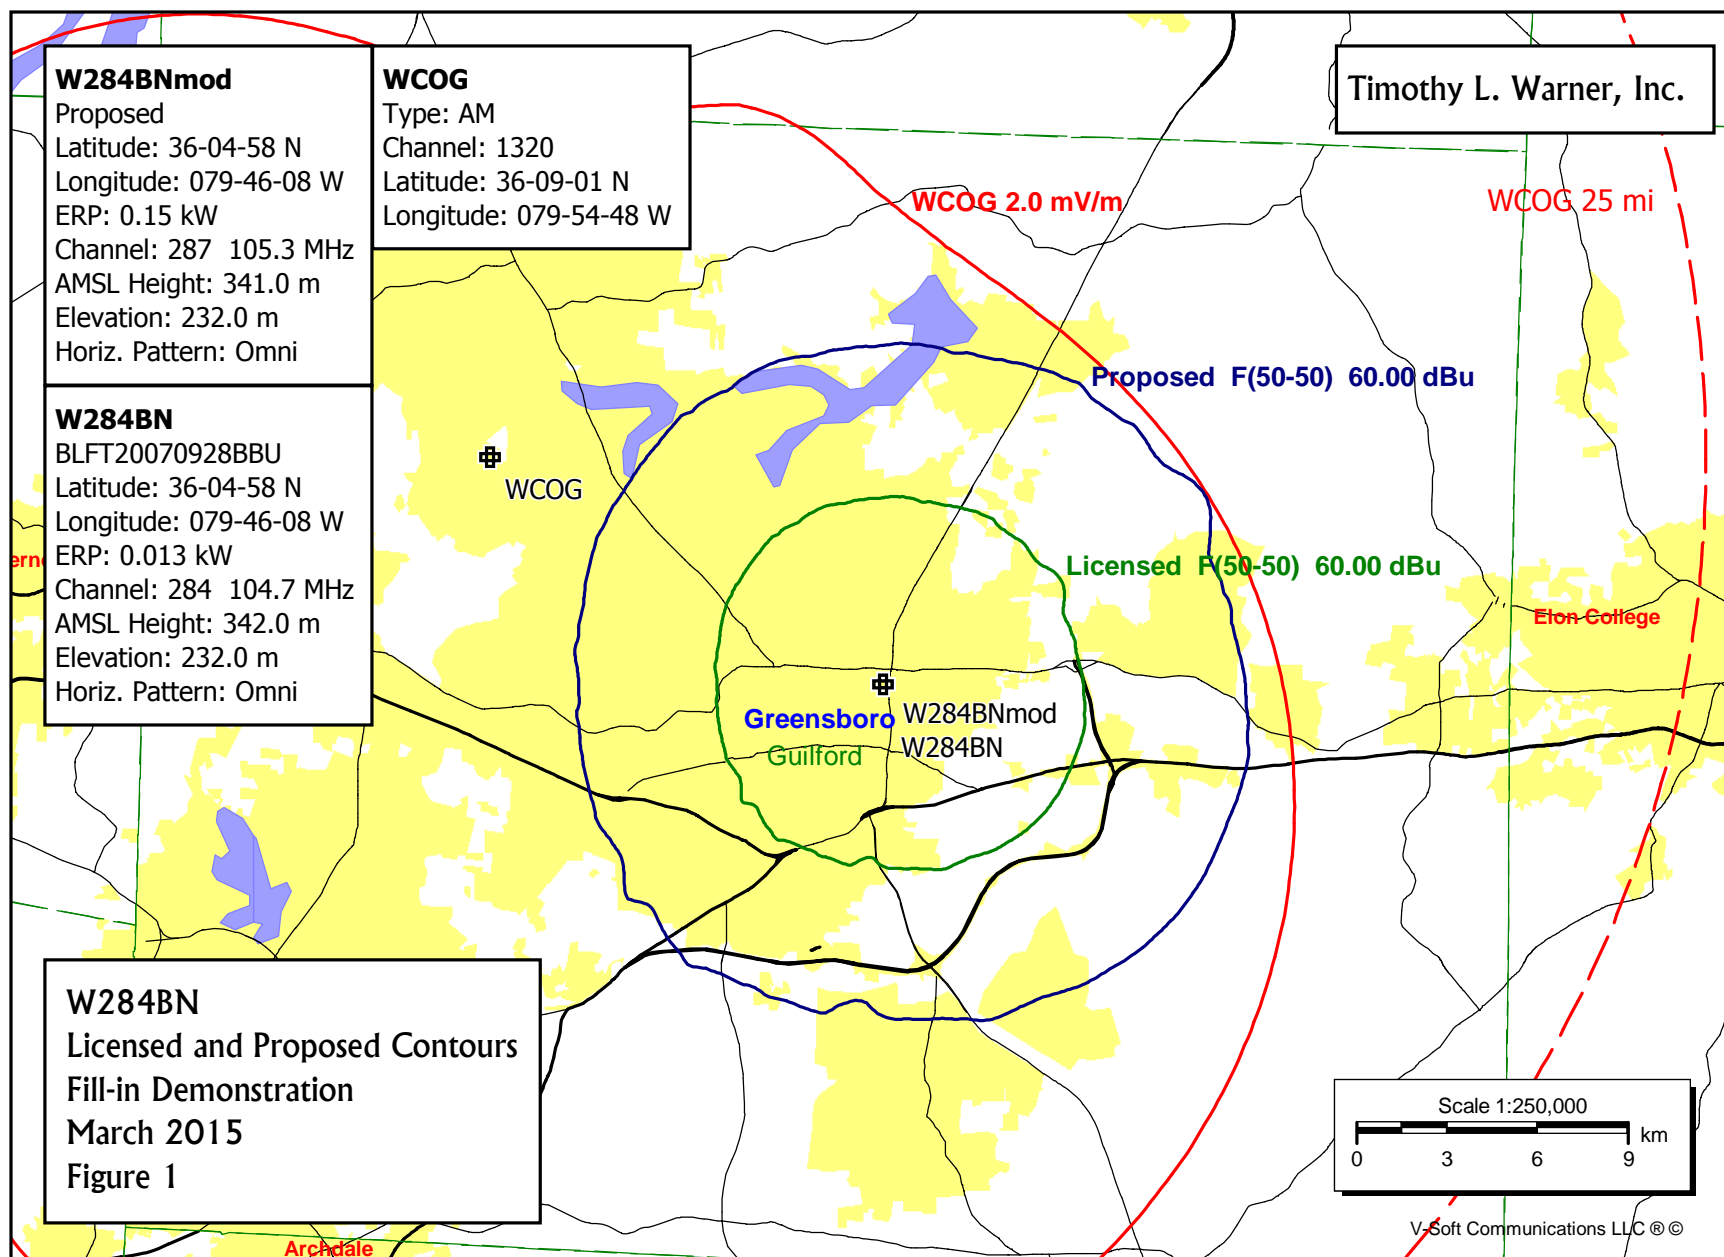 W284BNmod
Proposed
Latitude: 36-04-58 N
Longitude: 079-46-08 W
ERP: 0.15 kW
Channel: 287  105.3 MHz
AMSL Height: 341.0 m
Elevation: 232.0 m
Horiz. Pattern: Omni
WCOG
Type: AM
Channel: 1320
Latitude: 36-09-01 N
Longitude: 079-54-48 W
Timothy L. Warner, Inc.
WCOG 2.0 mV/m
WCOG 25 mi
W284BN
BLFT20070928BBU
Latitude: 36-04-58 N
Longitude: 079-46-08 W
ERP: 0.013 kW
Channel: 284  104.7 MHz
AMSL Height: 342.0 m
Elevation: 232.0 m
Horiz. Pattern: Omni
Proposed  F(50-50)  60.00 dBu
WCOG
Licensed  F(50-50)  60.00 dBu
Elon College
Greensboro
W284BNmod
W284BN
Guilford
W284BN
Licensed and Proposed Contours
Fill-in Demonstration
March 2015
Figure 1
Scale 1:250,000
km
0 3 6 9
V-Soft Communications LLC ® ©
Archdale